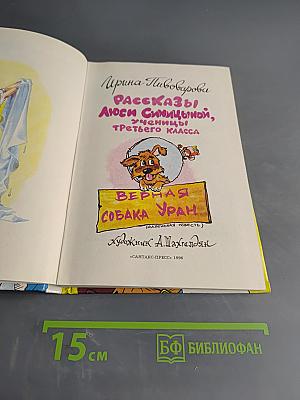 Ирина Пивоварова
РАССКАЗЫ
ЛЮСИ СИНИЦЫНОЙ,
УЧЕНИЦЫ
ТРЕТЬЕГО КЛАССА
ВЕРНАЯ
СОБАКА УРАН
(маленькая повесть)
художник А.Шахгелдян
«САНТАКС-ПРЕСС» 1996
15 см
БФ БИБЛИОФАН